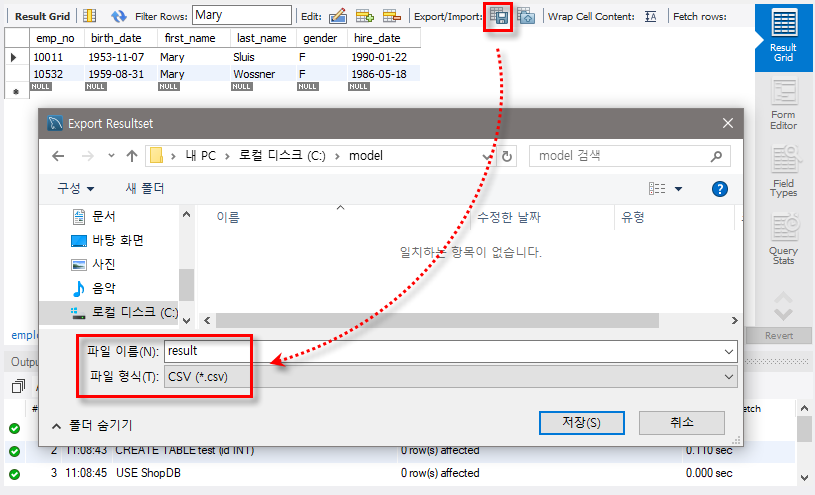 Result Grid Filter Rows: Mary Edit: Export/Import: Wrap Cell Content: Fetch rows:
emp_no birth_date first_name last_name gender hire_date
10011 1953-11-07 Mary Sluis F 1990-01-22
10532 1959-08-31 Mary Wossner F 1986-05-18
NULL NULL NULL NULL NULL NULL
Result
Grid
Form
Editor
Field
Types
Query
Stats
Export Resultset
내 PC 로컬 디스크 (C:) model model 검색
구성 새 폴더
이름 수정한 날짜 유형
문서
바탕 화면
사진
음악
로컬 디스크 (C:)
일치하는 항목이 없습니다.
파일 이름(N): result
파일 형식(T): CSV (*.csv)
폴더 숨기기 저장(S) 취소
Revert
#
2 11:08:43 CREATE TABLE test (id INT) 0 row(s) affected 0.110 sec
3 11:08:45 USE ShopDB 0 row(s) affected 0.000 sec